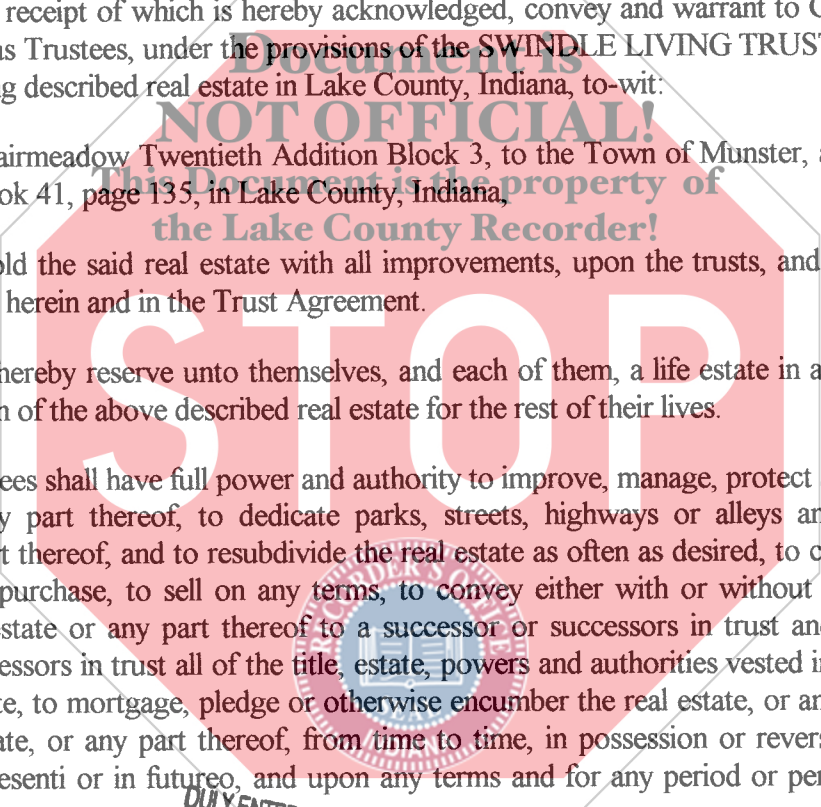 receipt of which is hereby acknowledged, convey and warrant to
as Trustees, under the provisions of the SWINDLE LIVING TRUST
Document is
g described real estate in Lake County, Indiana, to-wit:
NOT OFFICIAL!
airmeadow Twentieth Addition Block 3, to the Town of Munster,
This Document is the property of
ok 41, page 135, in Lake County, Indiana,
the Lake County Recorder!
old the said real estate with all improvements, upon the trusts, and
herein and in the Trust Agreement.
STOP
hereby reserve unto themselves, and each of them, a life estate in a
n of the above described real estate for the rest of their lives.
ees shall have full power and authority to improve, manage, protect
y part thereof, to dedicate parks, streets, highways or alleys an
t thereof, and to resubdivide the real estate as often as desired, to c
purchase, to sell on any terms, to convey either with or without
RECORDER'S OFFICE
estate or any part thereof to a successor or successors in trust and
essors in trust all of the title, estate, powers and authorities vested in
te, to mortgage, pledge or otherwise encumber the real estate, or an
SEAL
ate, or any part thereof, from time to time, in possession or revers
esenti or in futureo, and upon any terms and for any period or per
DULY ENTE